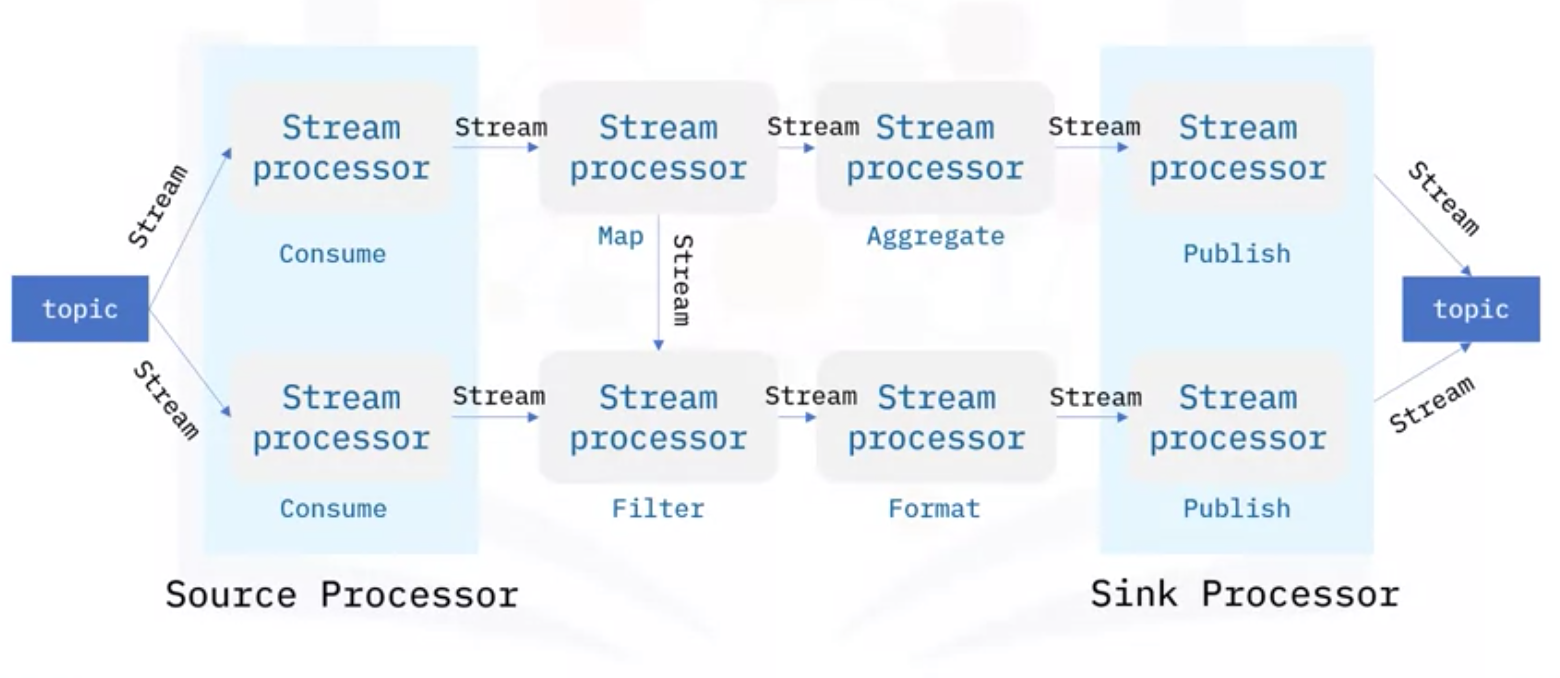 Stream
processor
Consume
Stream
Stream
processor
Map
Stream
Stream
processor
Aggregate
Stream
Stream
processor
Publish
Stream
Stream
Stream
topic
topic
Stream
Stream
Stream
processor
Consume
Stream
Stream
processor
Filter
Stream
Stream
processor
Format
Stream
Stream
processor
Publish
Stream
Source Processor
Sink Processor